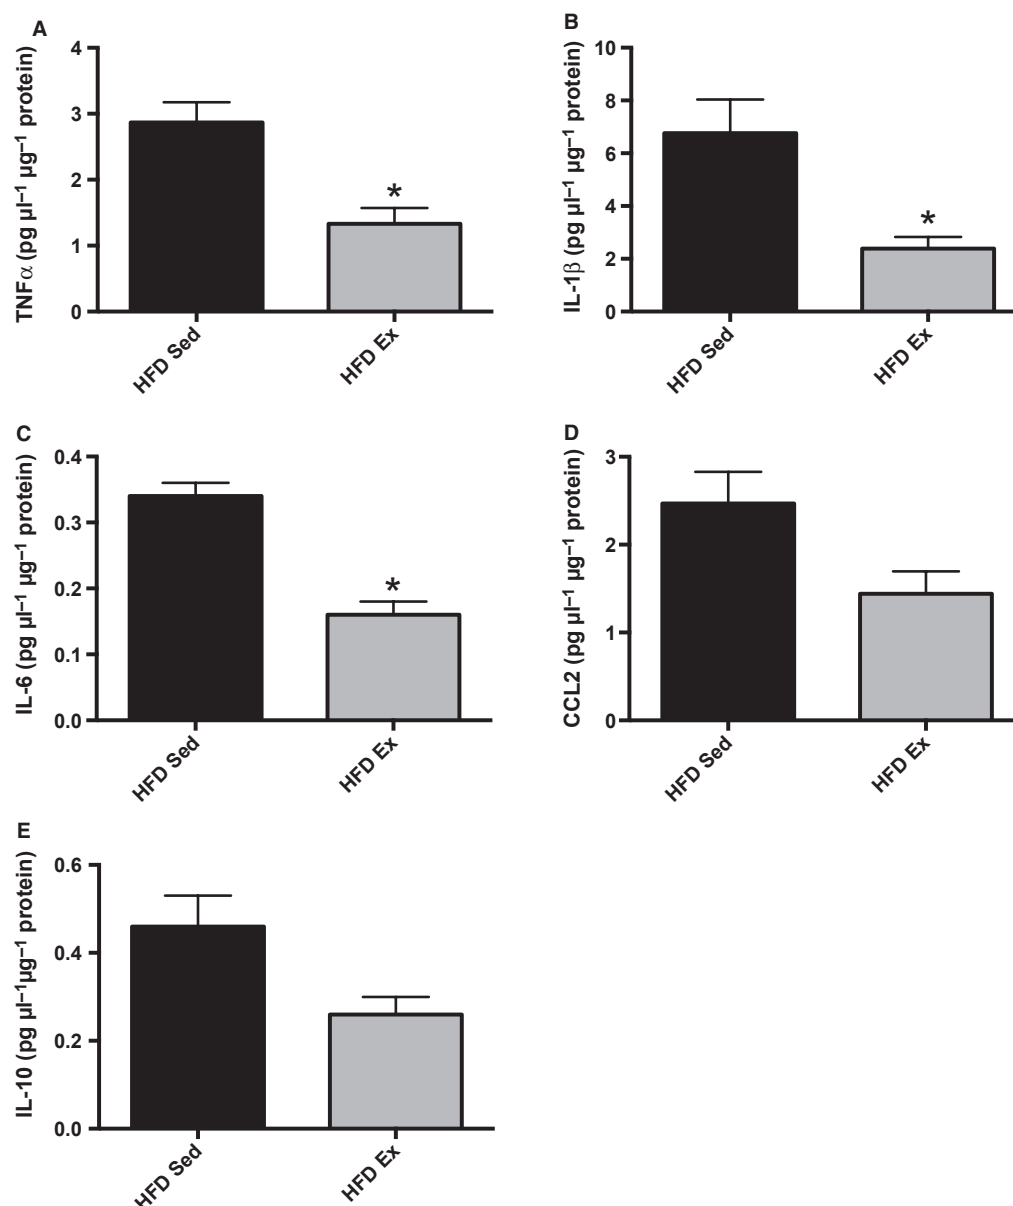 A
TNFα (pg µl⁻¹ µg⁻¹ protein)
4
3
2
1
0
*
HFD Sed
HFD Ex
B
IL-1β (pg µl⁻¹ µg⁻¹ protein)
10
8
6
4
2
0
*
HFD Sed
HFD Ex
C
IL-6 (pg µl⁻¹ µg⁻¹ protein)
0.4
0.3
0.2
0.1
0.0
*
HFD Sed
HFD Ex
D
CCL2 (pg µl⁻¹ µg⁻¹ protein)
3
2
1
0
HFD Sed
HFD Ex
E
IL-10 (pg µl⁻¹µg⁻¹ protein)
0.6
0.4
0.2
0.0
HFD Sed
HFD Ex